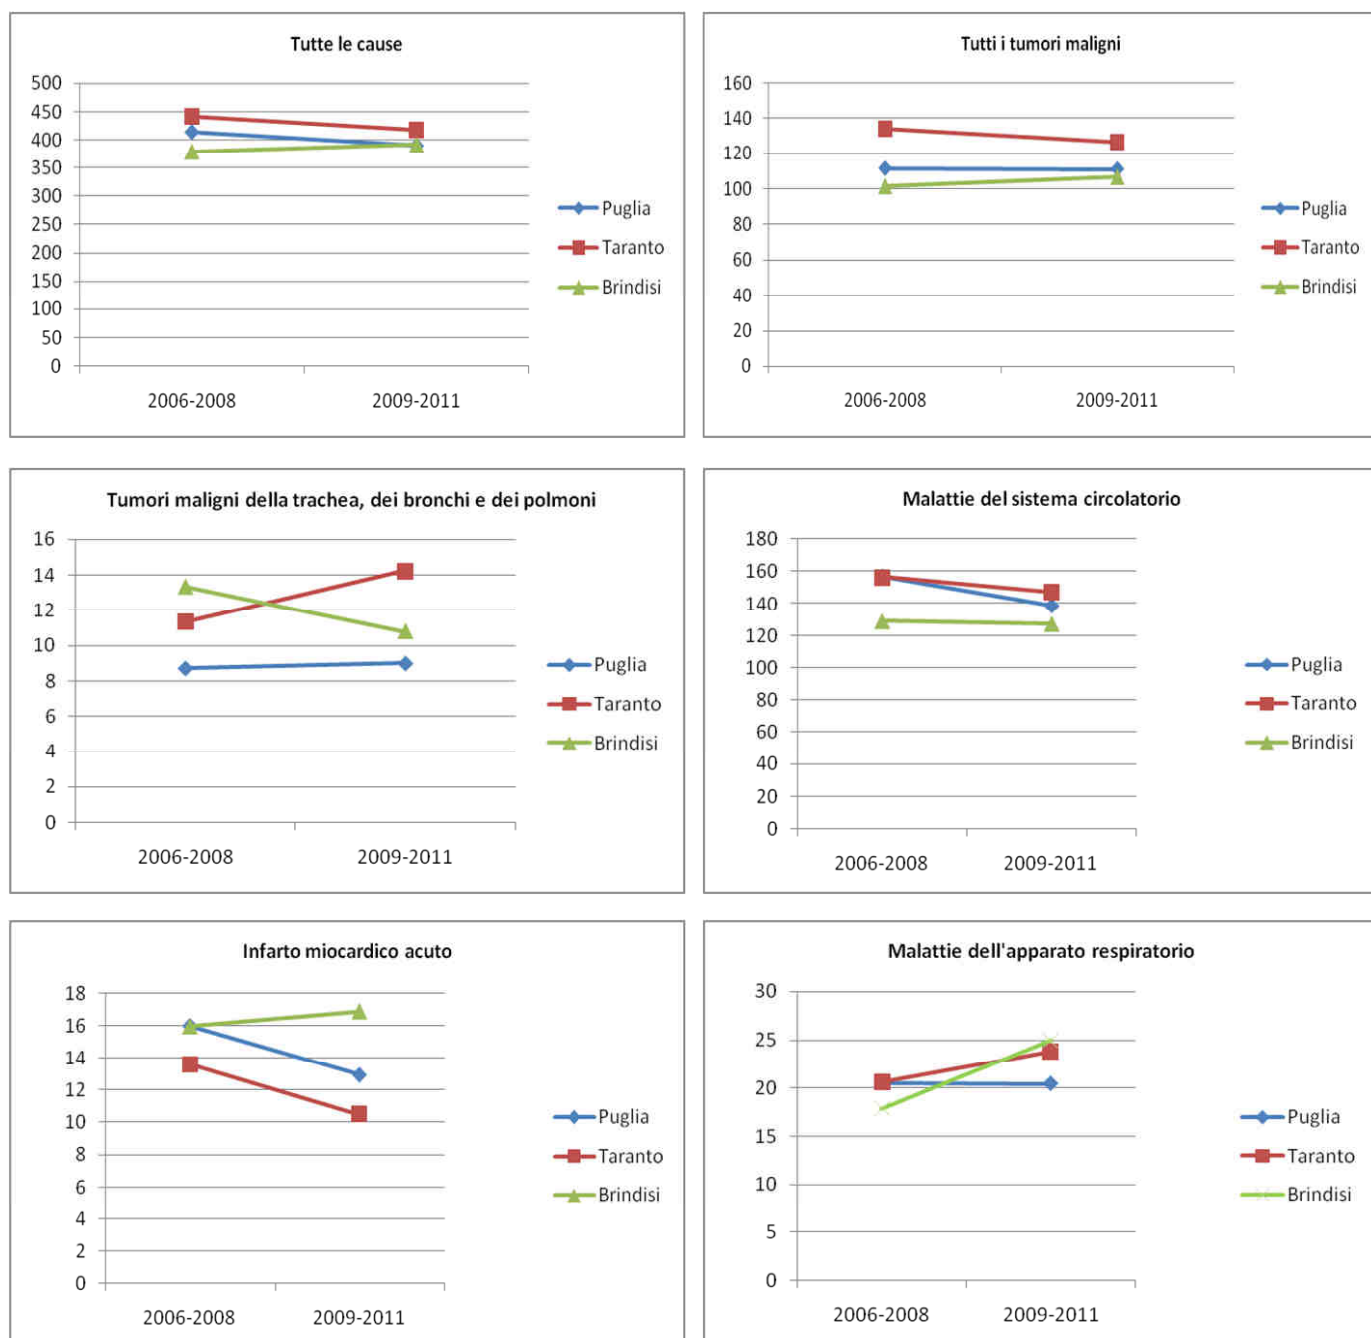 Tutte le cause
500
450
400
350
300
250
200
150
100
50
0
2006-2008 2009-2011
Puglia
Taranto
Brindisi
Tutti i tumori maligni
160
140
120
100
80
60
40
20
0
2006-2008 2009-2011
Puglia
Taranto
Brindisi
Tumori maligni della trachea, dei bronchi e dei polmoni
16
14
12
10
8
6
4
2
0
2006-2008 2009-2011
Puglia
Taranto
Brindisi
Malattie del sistema circolatorio
180
160
140
120
100
80
60
40
20
0
2006-2008 2009-2011
Puglia
Taranto
Brindisi
Infarto miocardico acuto
18
16
14
12
10
8
6
4
2
0
2006-2008 2009-2011
Puglia
Taranto
Brindisi
Malattie dell'apparato respiratorio
30
25
20
15
10
5
0
2006-2008 2009-2011
Puglia
Taranto
Brindisi